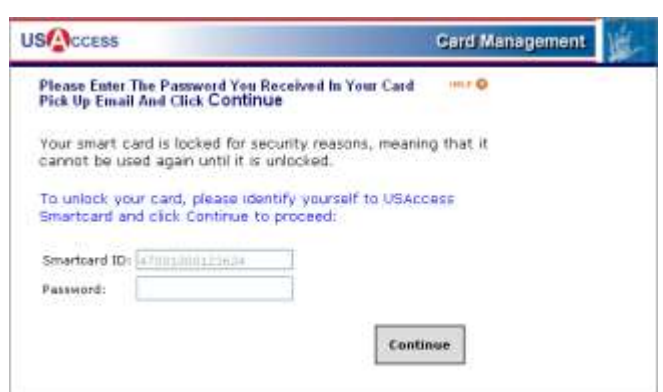 USAccess Card Management
Please Enter The Password You Received In Your Card HELP
Pick Up Email And Click Continue
Your smart card is locked for security reasons, meaning that it
cannot be used again until it is unlocked.
To unlock your card, please identify yourself to USAccess
Smartcard and click Continue to proceed:
Smartcard ID:
Password:
Continue